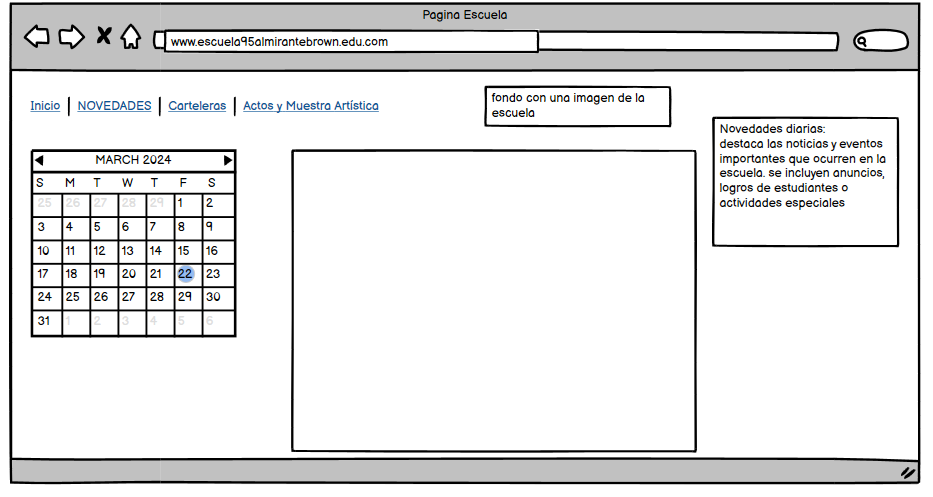 Pagina Escuela
www.escuela95almirantebrown.edu.com
Inicio | NOVEDADES | Carteleras | Actos y Muestra Artística
fondo con una imagen de la
escuela
Novedades diarias:
destaca las noticias y eventos
importantes que ocurren en la
escuela. se incluyen anuncios,
logros de estudiantes o
actividades especiales
MARCH 2024
S M T W T F S
25 26 27 28 29 1 2
3 4 5 6 7 8 9
10 11 12 13 14 15 16
17 18 19 20 21 22 23
24 25 26 27 28 29 30
31 1 2 3 4 5 6